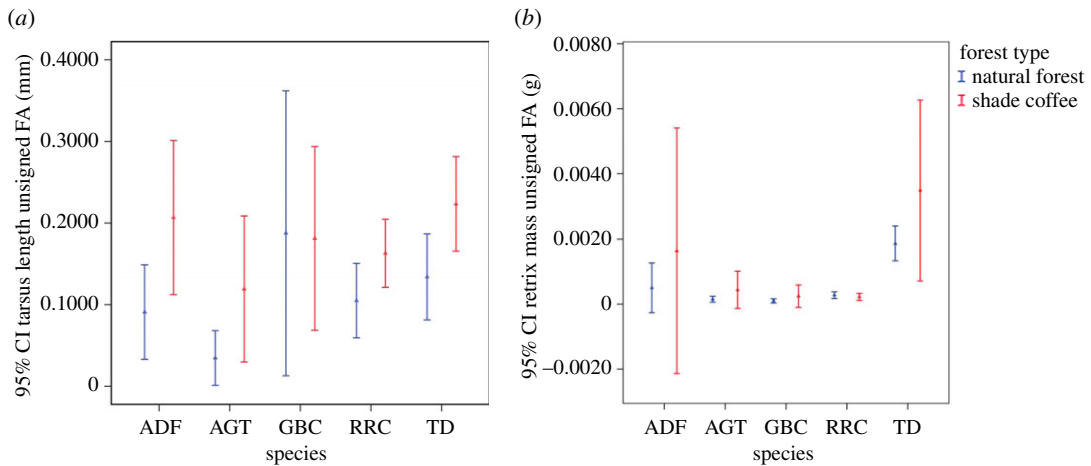 (a)
95% CI tarsus length unsigned FA (mm)
0.4000
0.3000
0.2000
0.1000
0
ADF AGT GBC RRC TD
species
(b)
95% CI retrix mass unsigned FA (g)
0.0080
0.0060
0.0040
0.0020
0
–0.0020
ADF AGT GBC RRC TD
species
forest type
natural forest
shade coffee